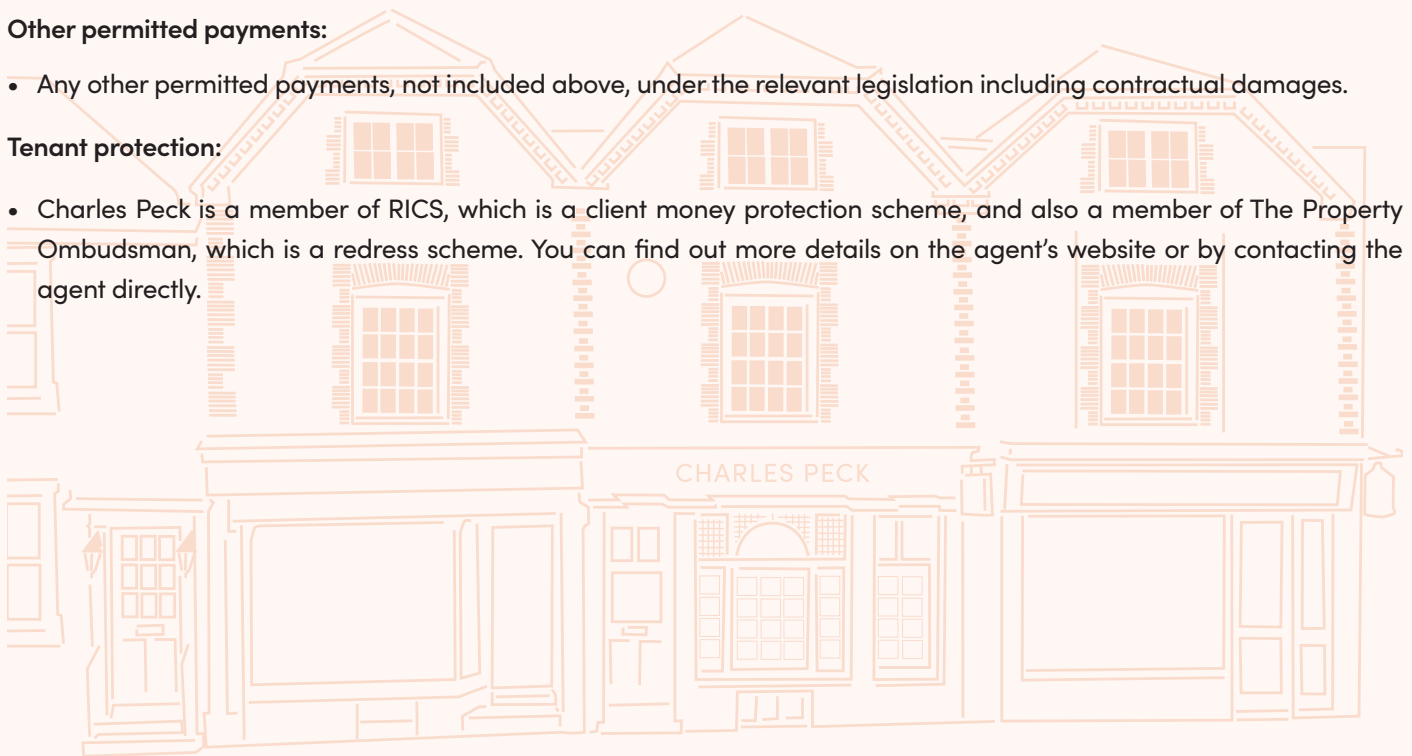 Other permitted payments:
• Any other permitted payments, not included above, under the relevant legislation including contractual damages.
Tenant protection:
• Charles Peck is a member of RICS, which is a client money protection scheme, and also a member of The Property
Ombudsman, which is a redress scheme. You can find out more details on the agent’s website or by contacting the
agent directly.
CHARLES PECK